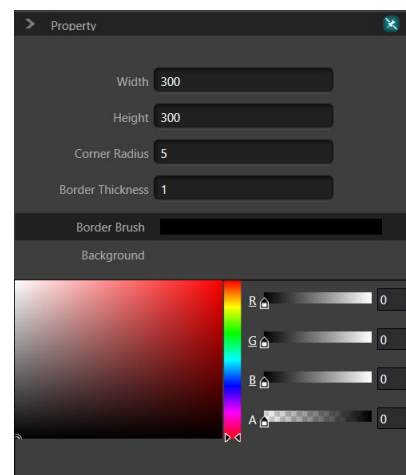 Property
Width 300
Height 300
Corner Radius 5
Border Thickness 1
Border Brush
Background
R 0
G 0
B 0
A 0